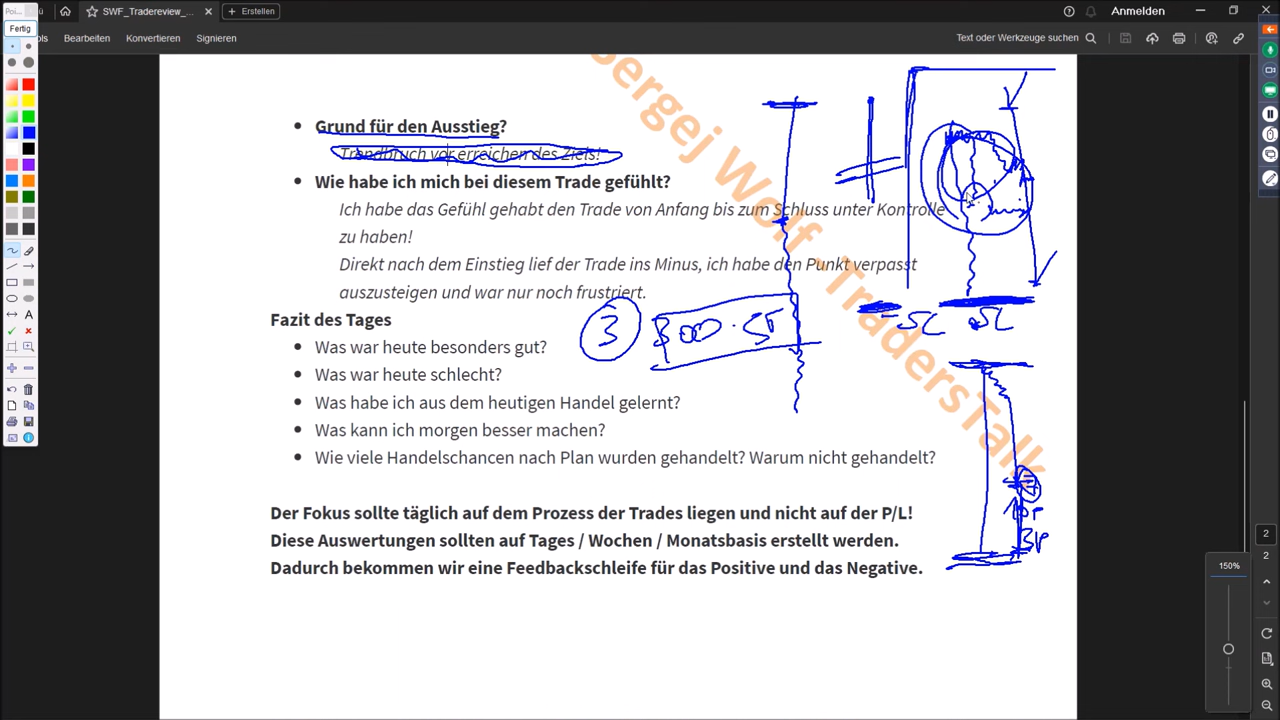 Fertig
SWF_Tradereview_...
Erstellen
Anmelden
Bearbeiten
Konvertieren
Signieren
Text oder Werkzeuge suchen
Grund für den Ausstieg?
Trendbruch vor erreichen des Ziels!
Wie habe ich mich bei diesem Trade gefühlt?
Ich habe das Gefühl gehabt den Trade von Anfang bis zum Schluss unter Kontrolle
zu haben!
Direkt nach dem Einstieg lief der Trade ins Minus, ich habe den Punkt verpasst
auszusteigen und war nur noch frustriert.
Fazit des Tages
Was war heute besonders gut?
Was war heute schlecht?
Was habe ich aus dem heutigen Handel gelernt?
Was kann ich morgen besser machen?
Wie viele Handelschancen nach Plan wurden gehandelt? Warum nicht gehandelt?
Der Fokus sollte täglich auf dem Prozess der Trades liegen und nicht auf der P/L!
Diese Auswertungen sollten auf Tages / Wochen / Monatsbasis erstellt werden.
Dadurch bekommen wir eine Feedbackschleife für das Positive und das Negative.
Sergej Wolf - TradersTalk
3
SL
3P
2
2
150%